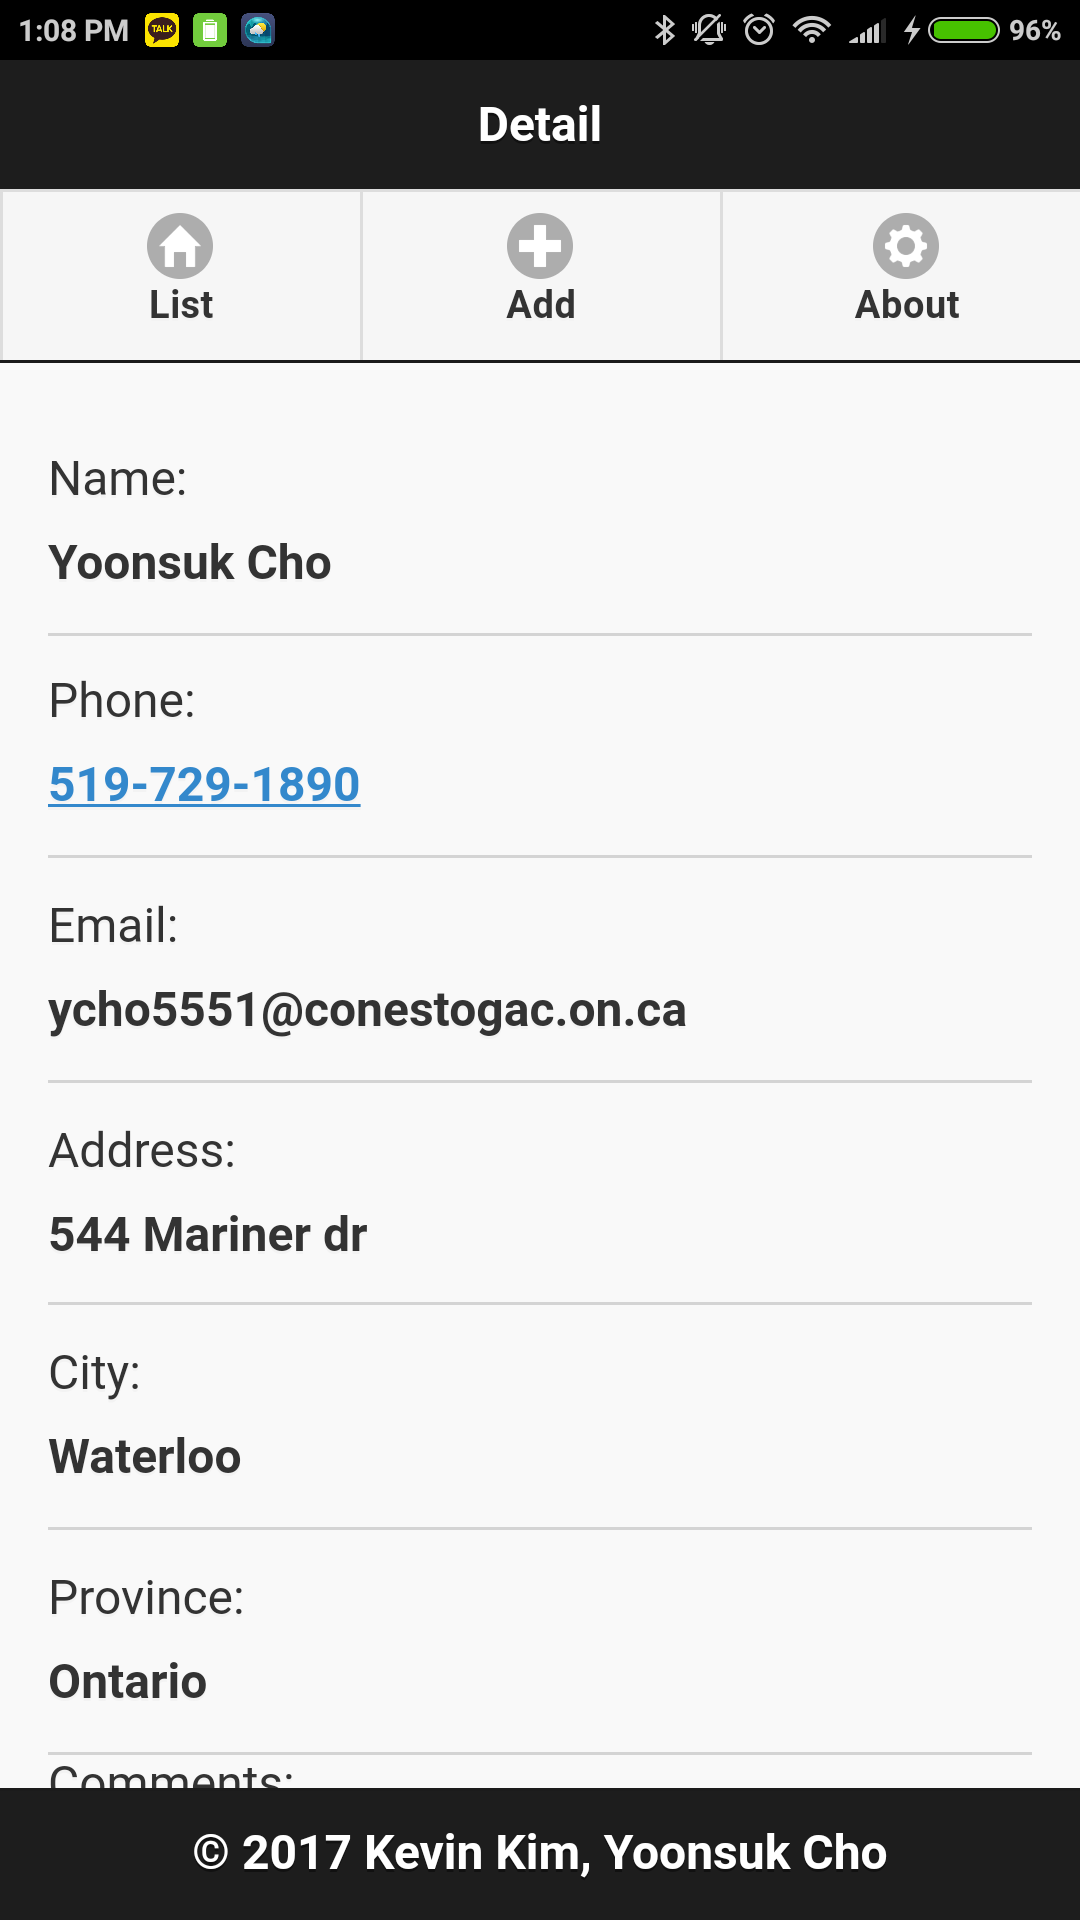 1:08 PM TALK 96%
Detail
List Add About
Name:
Yoonsuk Cho
Phone:
519-729-1890
Email:
ycho5551@conestogac.on.ca
Address:
544 Mariner dr
City:
Waterloo
Province:
Ontario
Comments:
© 2017 Kevin Kim, Yoonsuk Cho